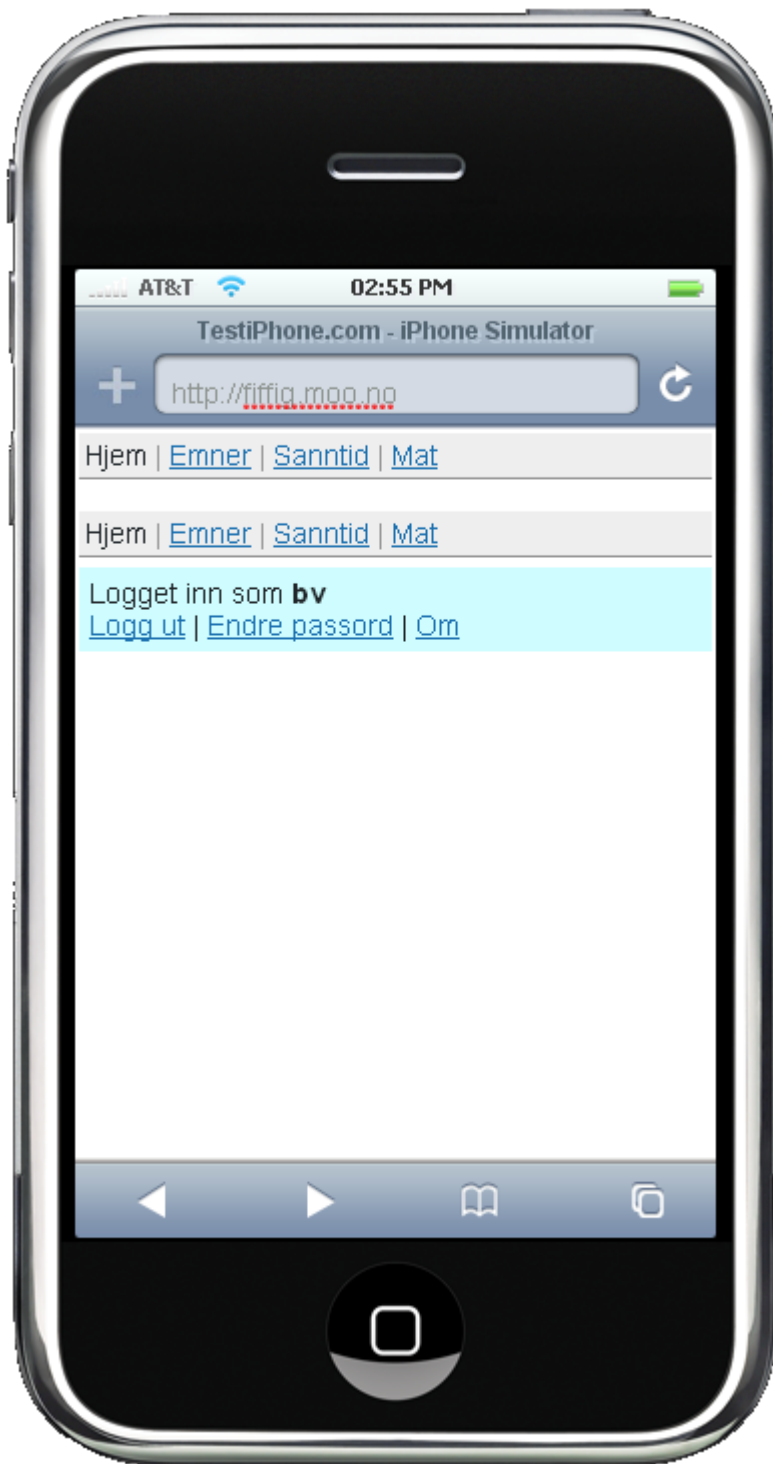 AT&T 02:55 PM
TestiPhone.com - iPhone Simulator
http://fiffig.moo.no
Hjem | Emner | Sanntid | Mat
Hjem | Emner | Sanntid | Mat
Logget inn som bv
Logg ut | Endre passord | Om